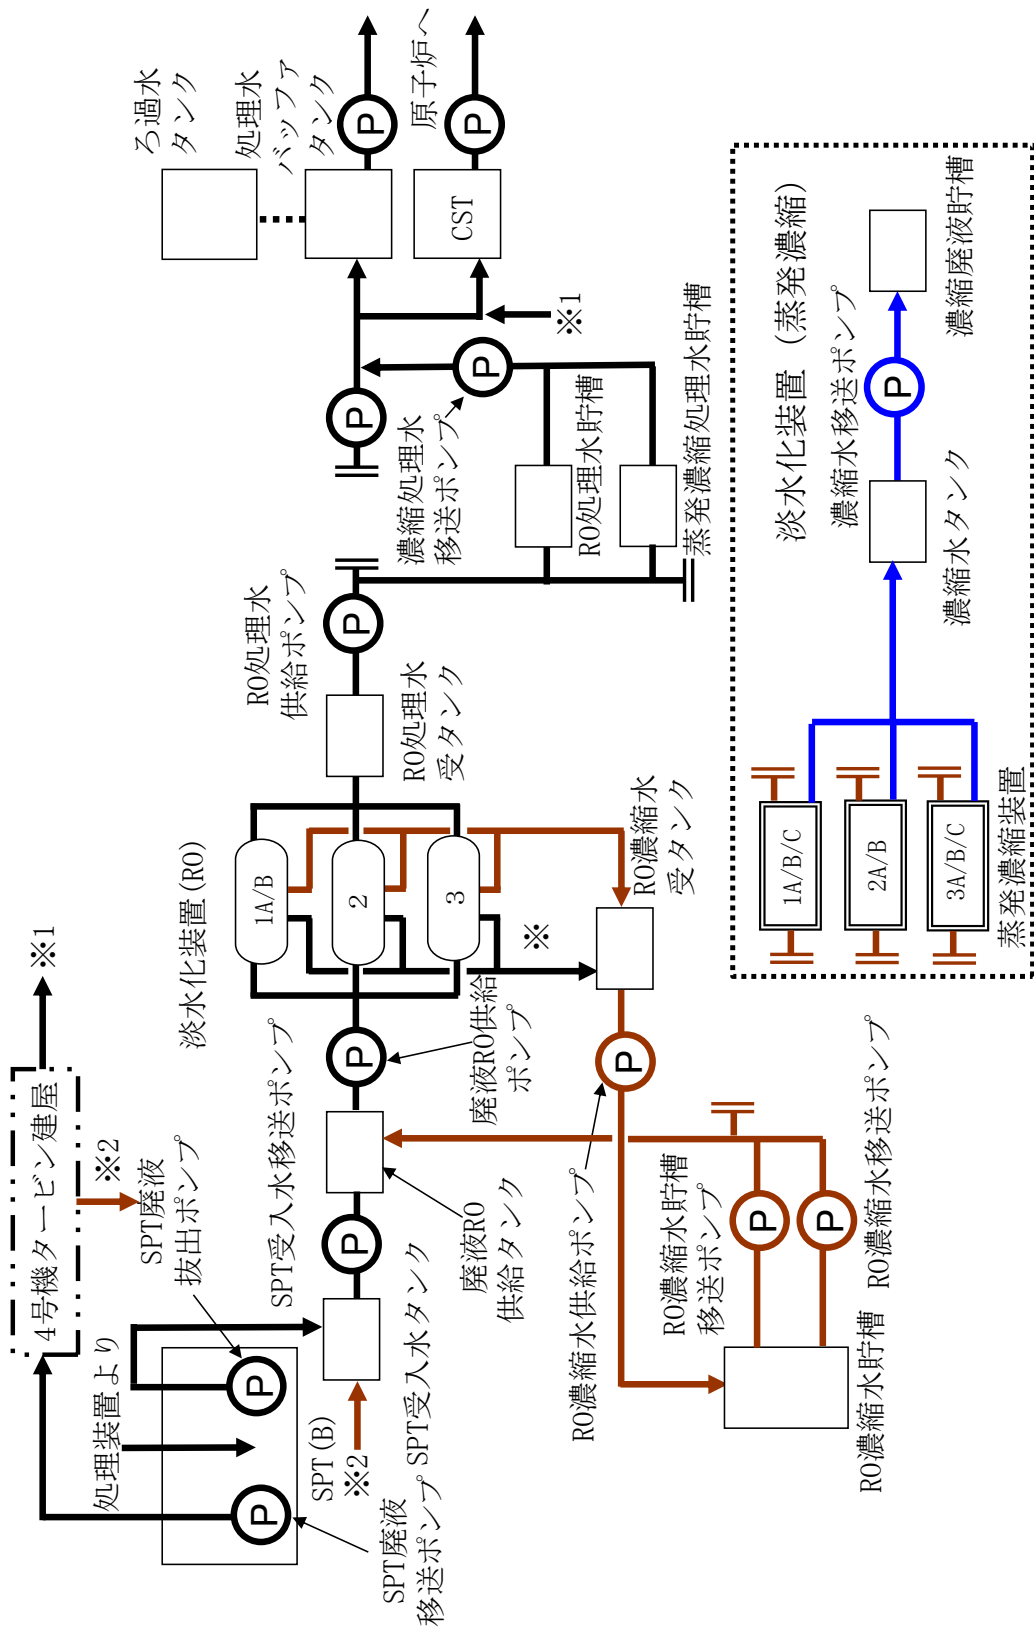 ろ過水
タンク
処理水
バッファ
タンク
P
原子炉へ
P
CST
※1
P
P
濃縮処理水
移送ポンプ
RO処理水貯槽
蒸発濃縮処理水貯槽
RO処理水
供給ポンプ
P
RO処理水
受タンク
淡水化装置(RO)
1A/B
2
3
※
RO濃縮水
受タンク
P
廃液RO供給
ポンプ
SPT受入水移送ポンプ
P
廃液RO
供給タンク
SPT受入水タンク
※1
4号機タービン建屋
※2
SPT廃液
抜出ポンプ
処理装置より
P
P
SPT(B)
※2
SPT廃液
移送ポンプ
P
RO濃縮水供給ポンプ
RO濃縮水貯槽
移送ポンプ
P
P
RO濃縮水移送ポンプ
RO濃縮水貯槽
淡水化装置 (蒸発濃縮)
濃縮水移送ポンプ
P
濃縮廃液貯槽
濃縮水タンク
1A/B/C
2A/B
3A/B/C
蒸発濃縮装置